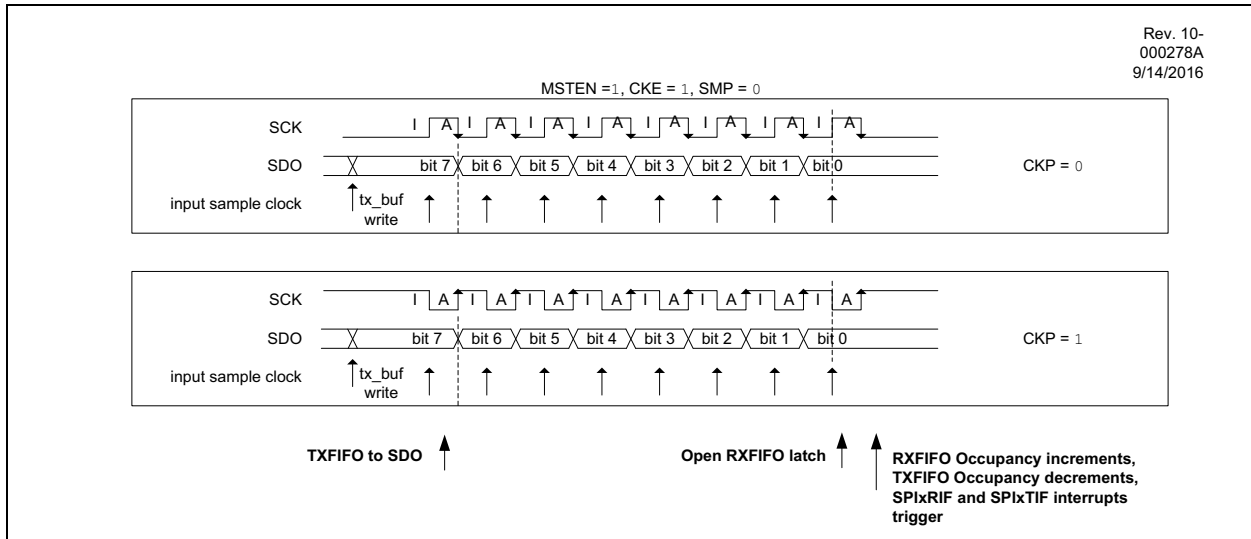 Rev. 10-
000278A
9/14/2016
MSTEN =1, CKE = 1, SMP = 0
SCK I A I A I A I A I A I A I A I A
SDO bit 7 bit 6 bit 5 bit 4 bit 3 bit 2 bit 1 bit 0 CKP = 0
input sample clock tx_buf
write
SCK I A I A I A I A I A I A I A I A
SDO bit 7 bit 6 bit 5 bit 4 bit 3 bit 2 bit 1 bit 0 CKP = 1
input sample clock tx_buf
write
TXFIFO to SDO Open RXFIFO latch RXFIFO Occupancy increments,
TXFIFO Occupancy decrements,
SPIxRIF and SPIxTIF interrupts
trigger